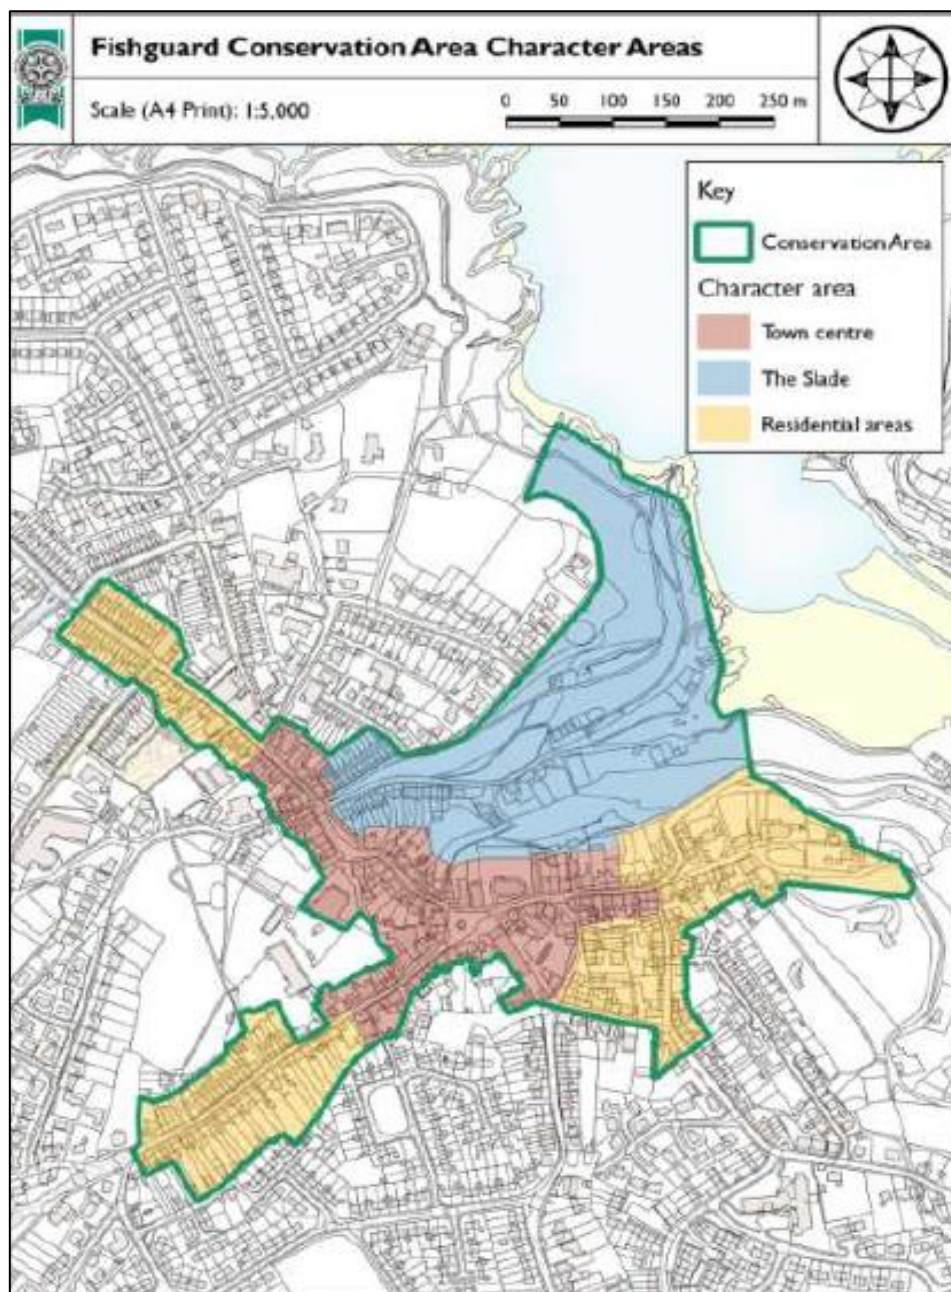 Fishguard Conservation Area Character Areas
Scale (A4 Print): 1:5,000
0 50 100 150 200 250 m
Key
Conservation Area
Character area
Town centre
The Slade
Residential areas